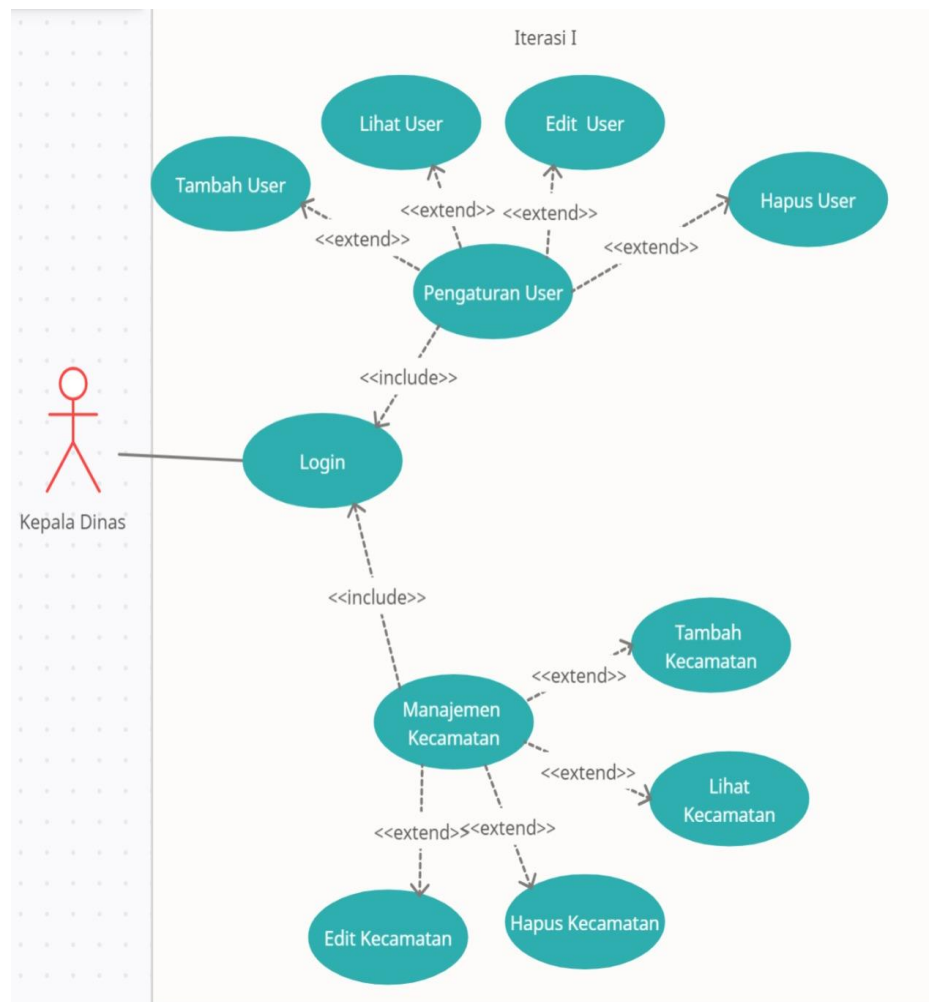 Iterasi I
Lihat User
Edit User
Tambah User
Hapus User
<<extend>>
<<extend>>
<<extend>>
<<extend>>
Pengaturan User
<<include>>
Login
Kepala Dinas
<<include>>
Tambah
Kecamatan
<<extend>>
Manajemen
Kecamatan
<<extend>>
Lihat
Kecamatan
<<extend>>
<<extend>>
Edit Kecamatan
Hapus Kecamatan